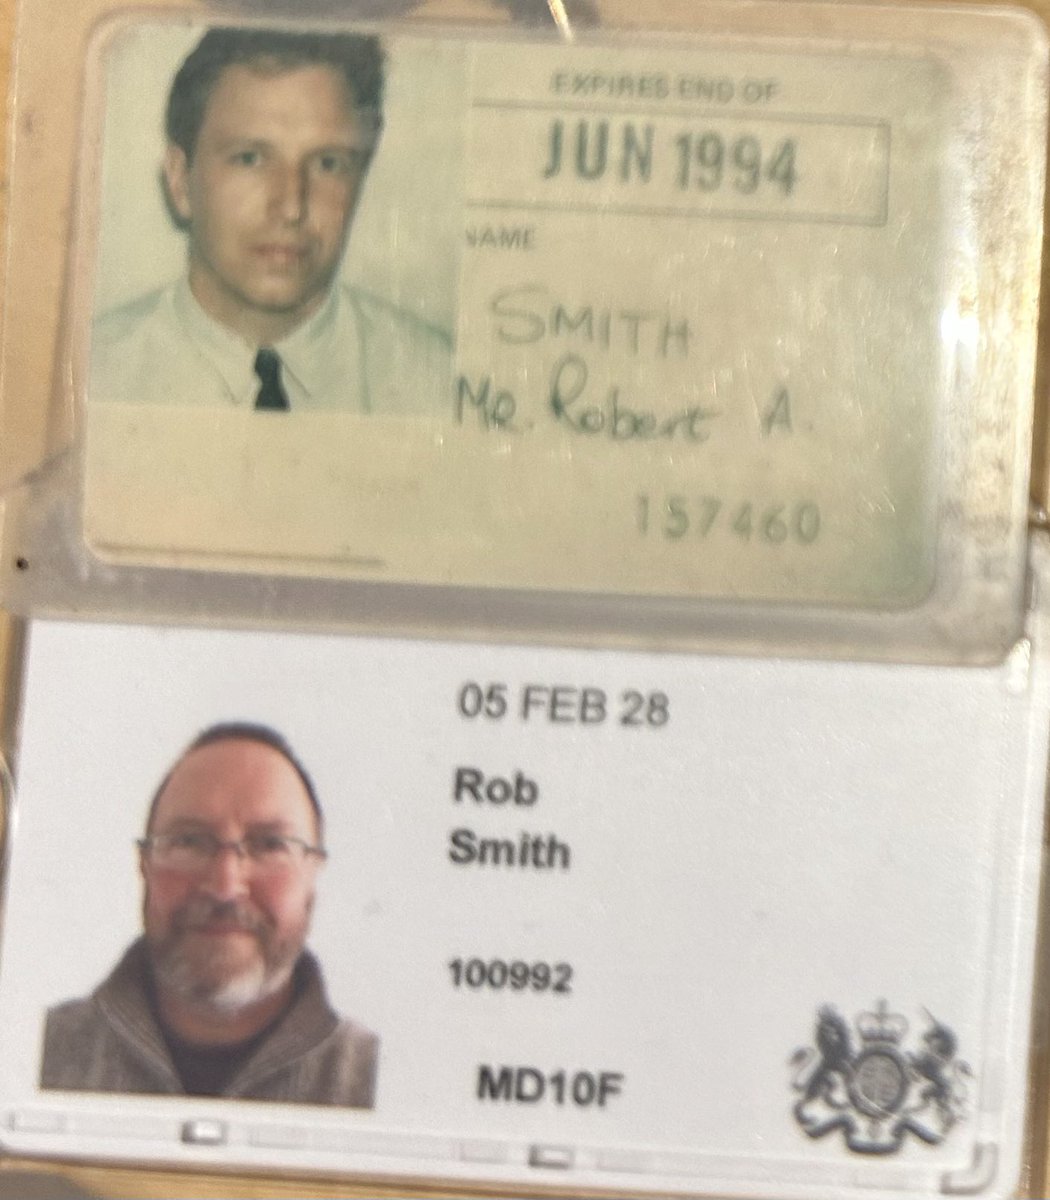 EXPIRES END OF
JUN 1994
NAME
SMITH
Mr. Robert A.
157460
05 FEB 28
Rob
Smith
100992
MD10F